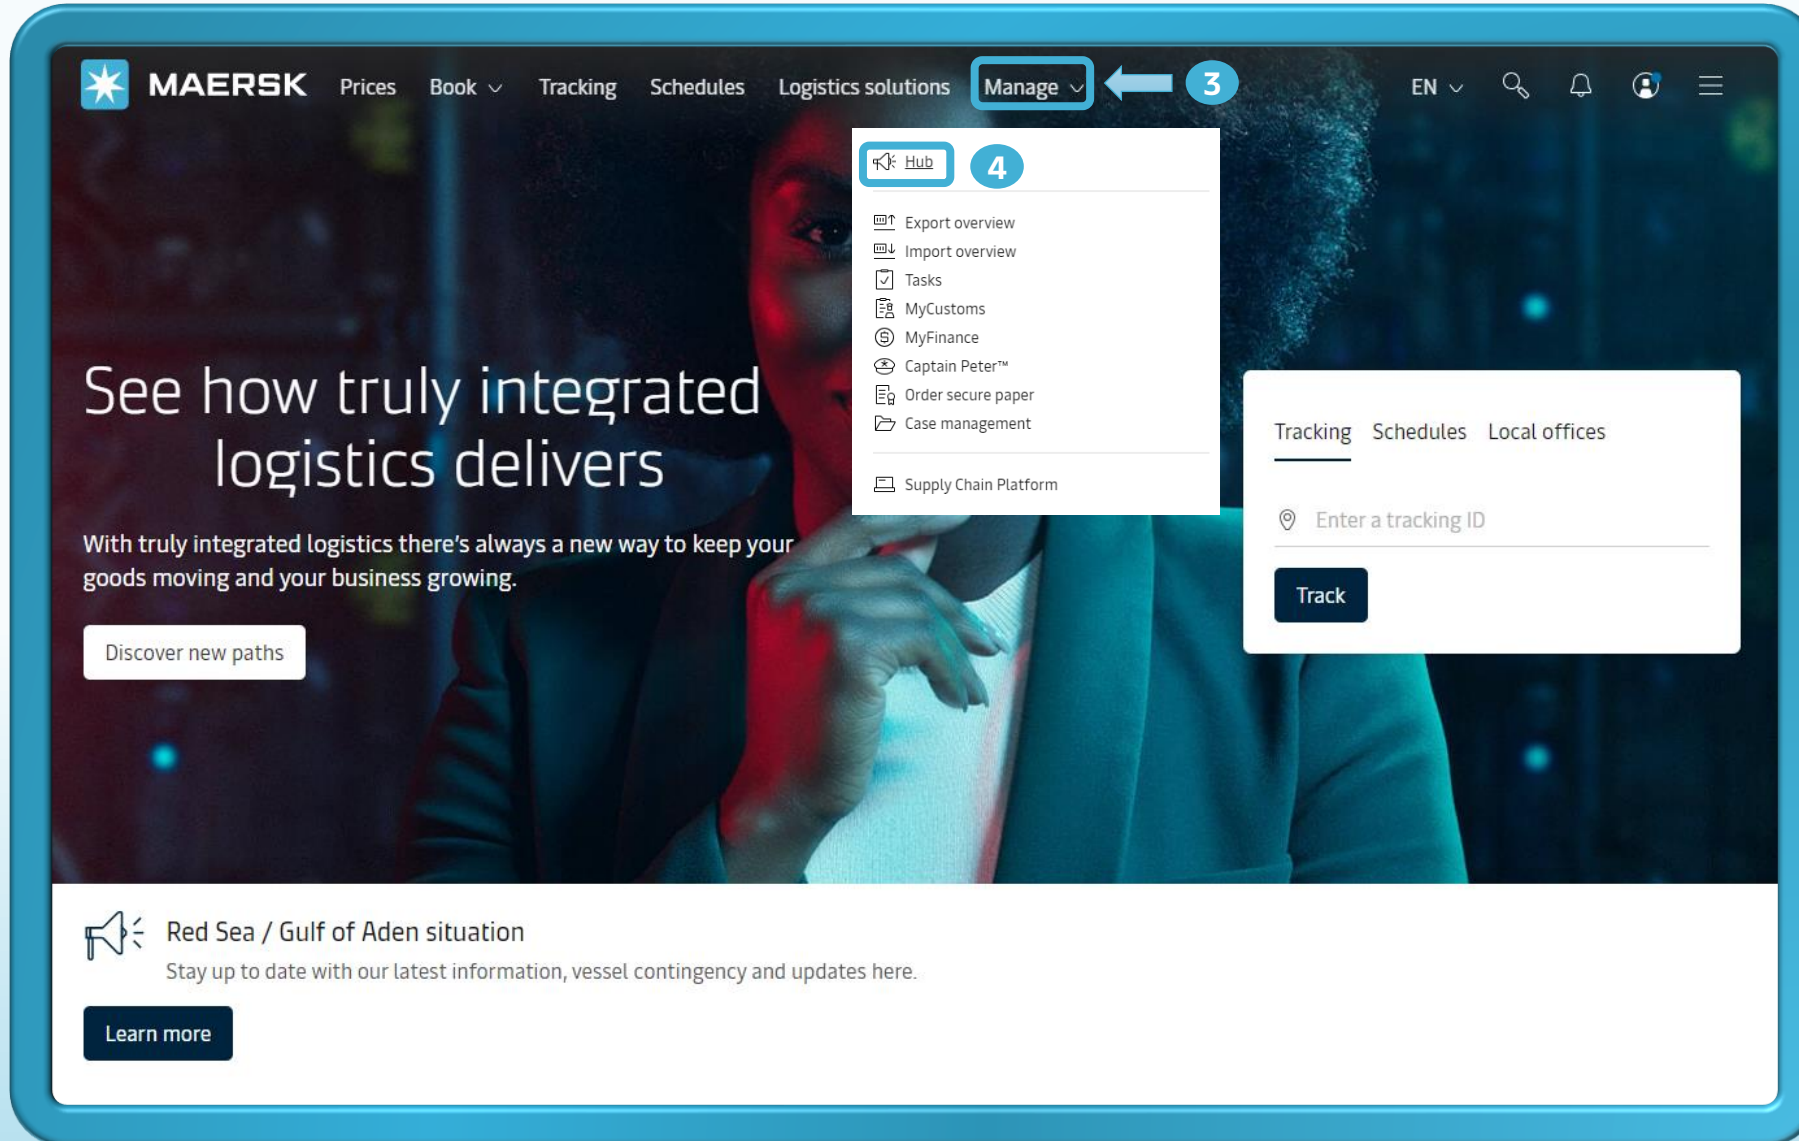 MAERSK
Prices
Book
Tracking
Schedules
Logistics solutions
Manage
3
EN
Hub
4
Export overview
Import overview
Tasks
MyCustoms
MyFinance
Captain Peter™
Order secure paper
Case management
Supply Chain Platform
See how truly integrated
logistics delivers
With truly integrated logistics there's always a new way to keep your
goods moving and your business growing.
Discover new paths
Tracking Schedules Local offices
Enter a tracking ID
Track
Red Sea / Gulf of Aden situation
Stay up to date with our latest information, vessel contingency and updates here.
Learn more